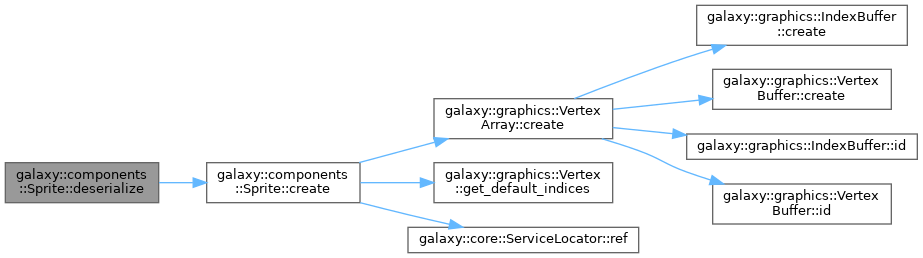 galaxy::components
::Sprite::deserialize
galaxy::components
::Sprite::create
galaxy::graphics::Vertex
Array::create
galaxy::graphics::IndexBuffer
::create
galaxy::graphics::Vertex
Buffer::create
galaxy::graphics::IndexBuffer::id
galaxy::graphics::Vertex
Buffer::id
galaxy::graphics::Vertex
::get_default_indices
galaxy::core::ServiceLocator::ref